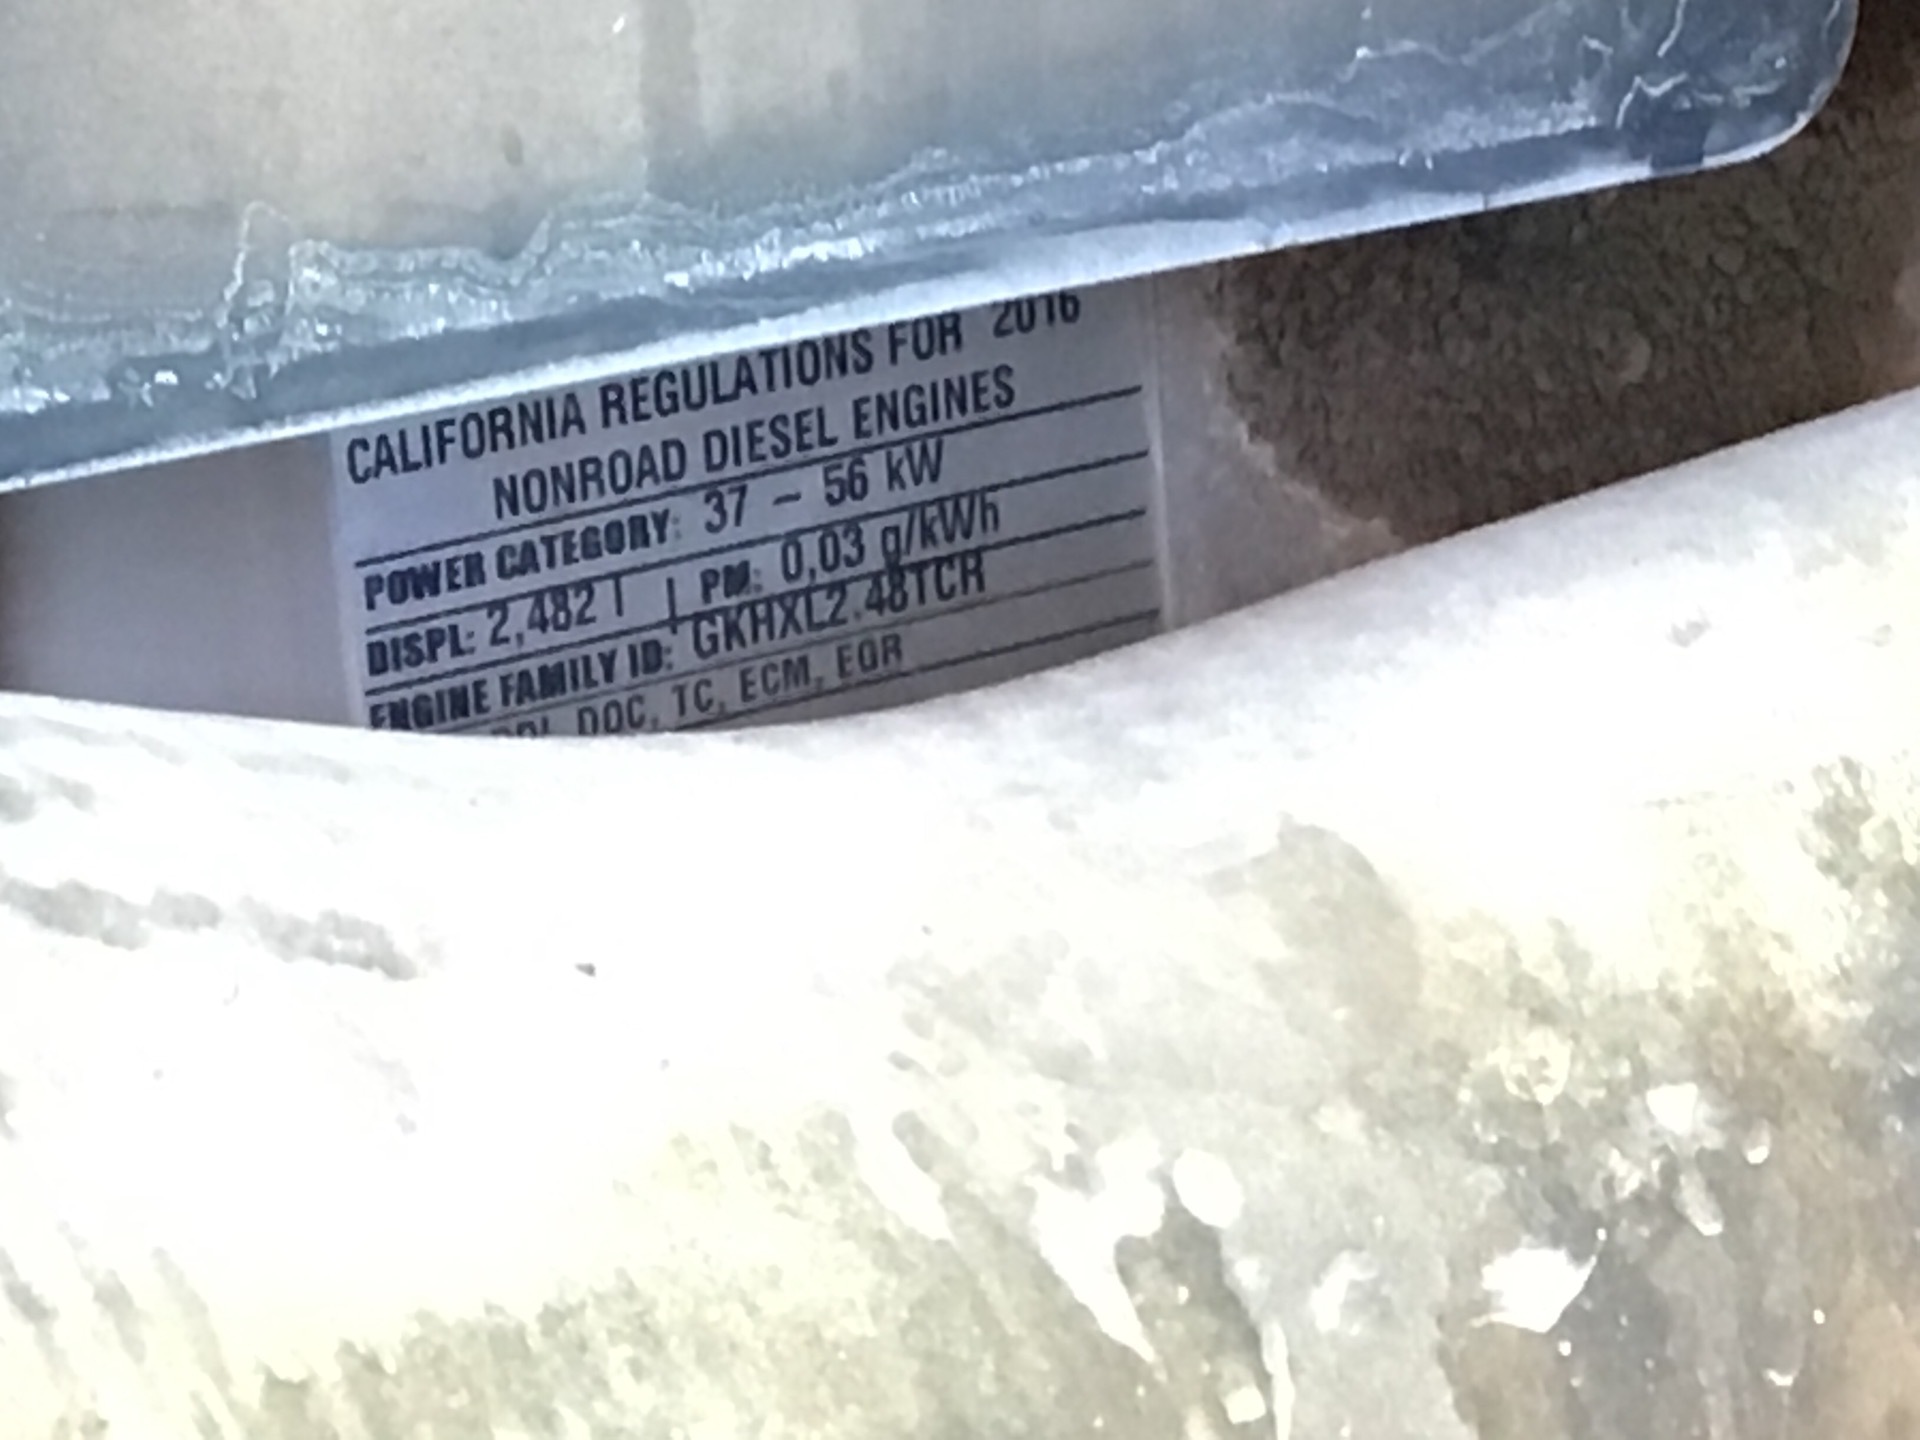 CALIFORNIA REGULATIONS FOR 2016
NONROAD DIESEL ENGINES
POWER CATEGORY: 37 - 56 kW
DISPL: 2,482 l | PM: 0,03 g/kWh
ENGINE FAMILY ID: GKHXL2.48TCR
DOC, TC, ECM, EGR